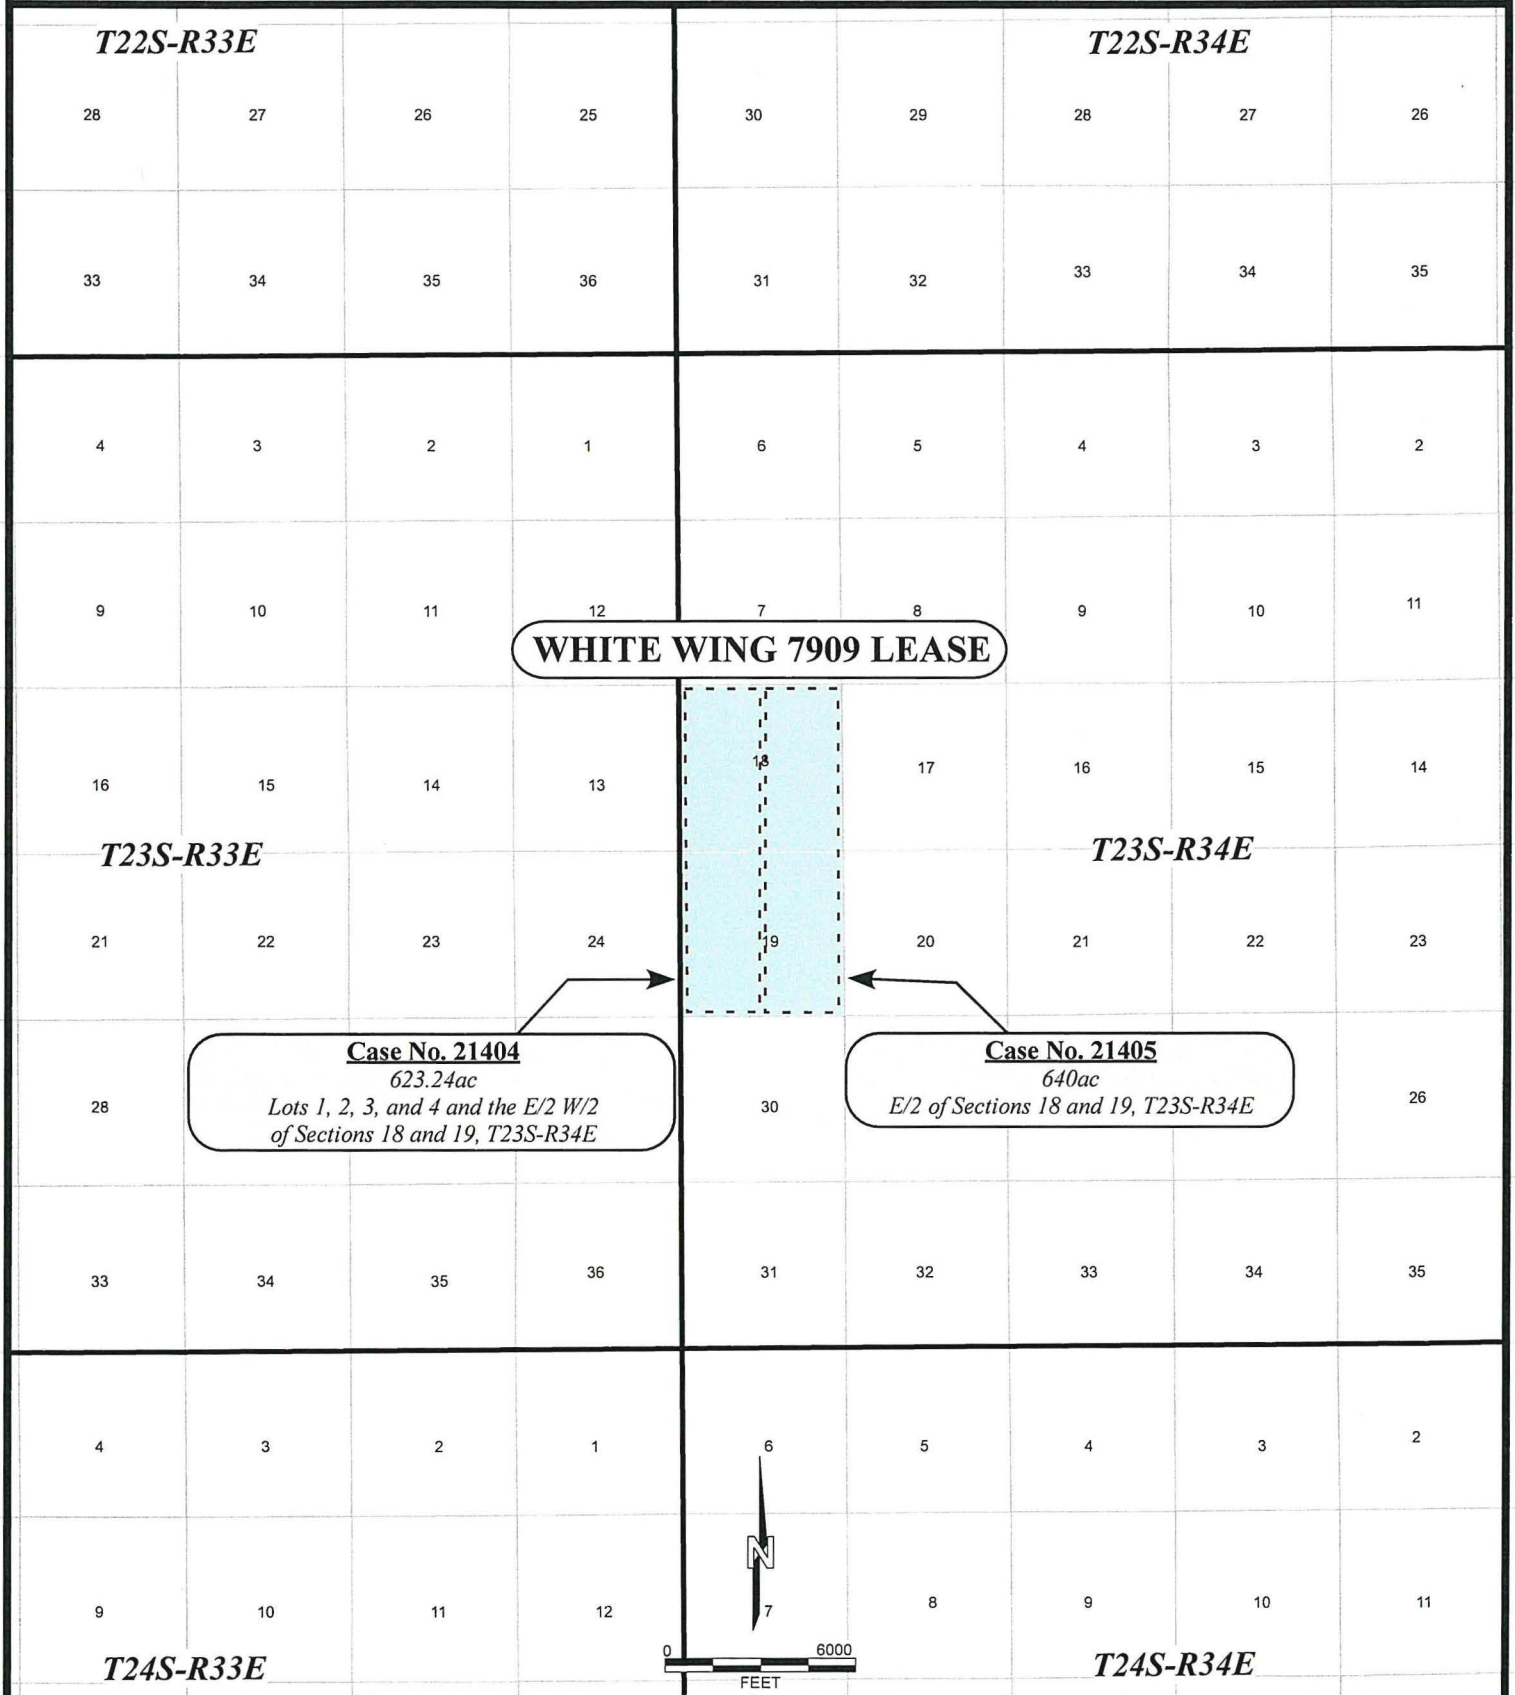 T22S-R33E T22S-R34E
28 27 26 25 30 29 28 27 26
33 34 35 36 31 32 33 34 35
4 3 2 1 6 5 4 3 2
9 10 11 12 7 8 9 10 11
WHITE WING 7909 LEASE
16 15 14 13 18 17 16 15 14
T23S-R33E T23S-R34E
21 22 23 24 19 20 21 22 23
Case No. 21404
623.24ac
Lots 1, 2, 3, and 4 and the E/2 W/2
of Sections 18 and 19, T23S-R34E
Case No. 21405
640ac
E/2 of Sections 18 and 19, T23S-R34E
28 30 26
33 34 35 36 31 32 33 34 35
4 3 2 1 6 5 4 3 2
N
9 10 11 12 7 8 9 10 11
T24S-R33E T24S-R34E
0 6000
FEET